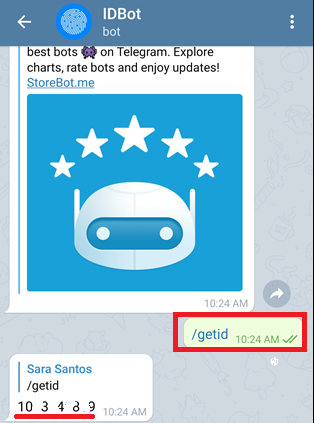 IDBot
bot
best bots 👾 on Telegram. Explore
charts, rate bots and enjoy updates!
StoreBot.me
10:24 AM
/getid 10:24 AM
Sara Santos
/getid
10:24 AM